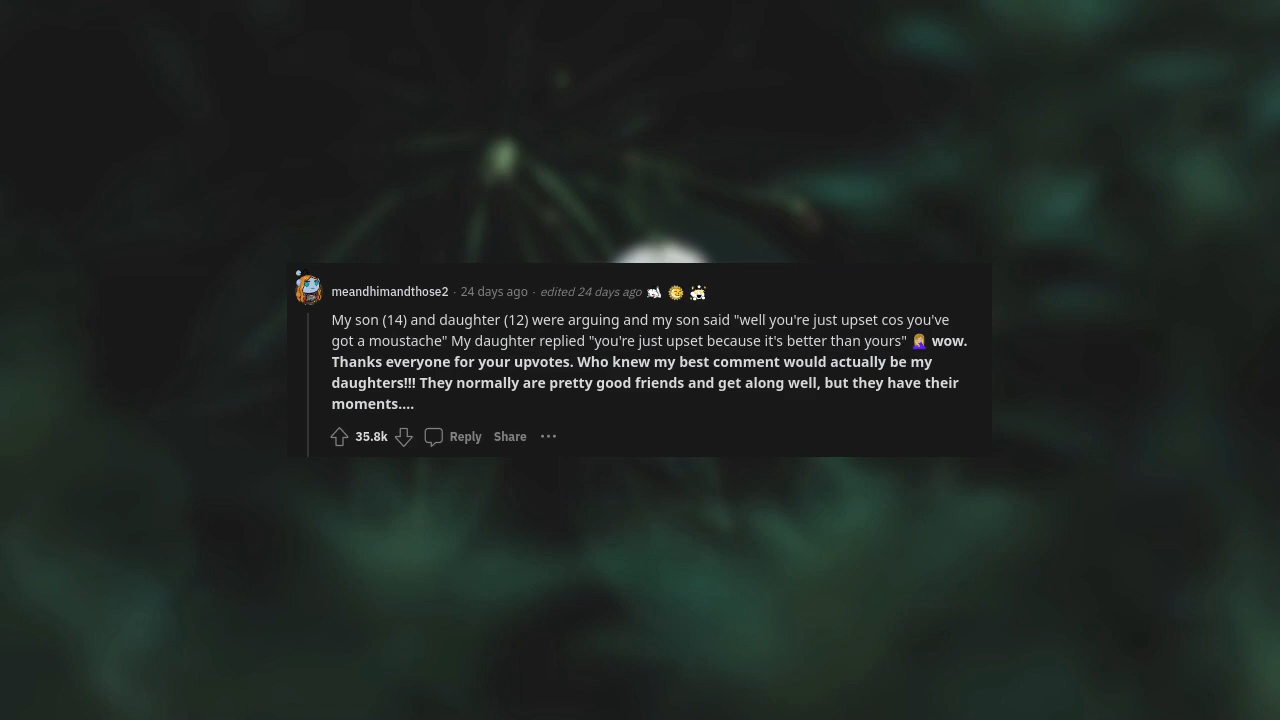 meandhimandthose2 · 24 days ago · edited 24 days ago
My son (14) and daughter (12) were arguing and my son said "well you're just upset cos you've
got a moustache" My daughter replied "you're just upset because it's better than yours" 🤦🏼‍♀️ wow.
Thanks everyone for your upvotes. Who knew my best comment would actually be my
daughters!!! They normally are pretty good friends and get along well, but they have their
moments....
35.8k Reply Share ···